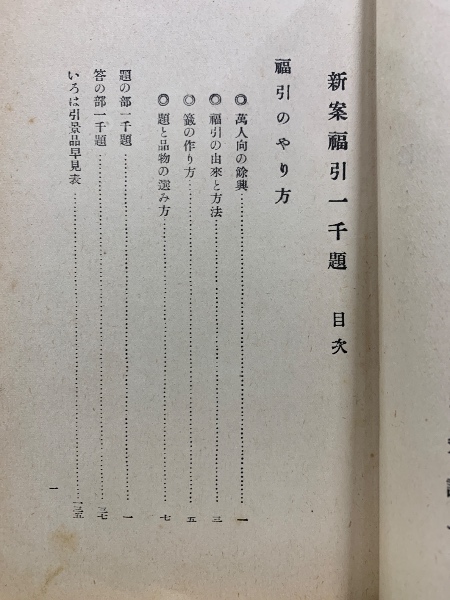 新案福引一千題 目次
福引のやり方
◎萬人向の餘興…………一
◎福引の由來と方法…………三
◎籤の作り方…………五
◎題と品物の選み方…………七
題の部一千題…………一
答の部一千題…………三七
いろは引景品早見表…………一三五
一